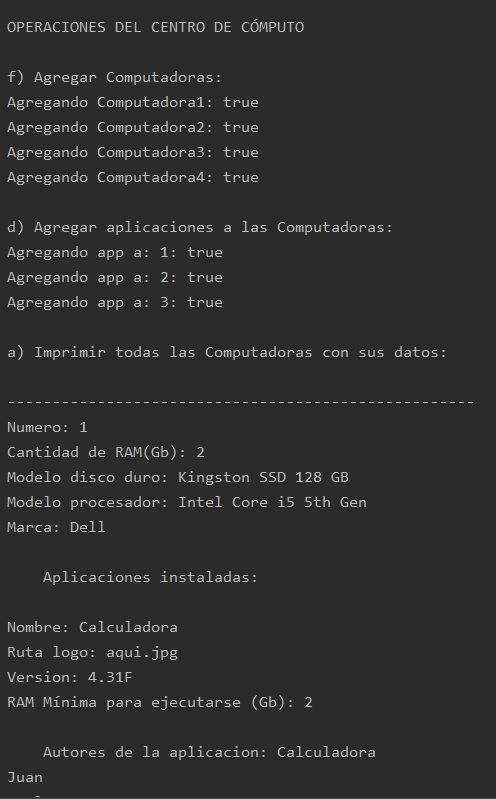 OPERACIONES DEL CENTRO DE CÓMPUTO
f) Agregar Computadoras:
Agregando Computadora1: true
Agregando Computadora2: true
Agregando Computadora3: true
Agregando Computadora4: true
d) Agregar aplicaciones a las Computadoras:
Agregando app a: 1: true
Agregando app a: 2: true
Agregando app a: 3: true
a) Imprimir todas las Computadoras con sus datos:
----------------------------------------------------
Numero: 1
Cantidad de RAM(Gb): 2
Modelo disco duro: Kingston SSD 128 GB
Modelo procesador: Intel Core i5 5th Gen
Marca: Dell
Aplicaciones instaladas:
Nombre: Calculadora
Ruta logo: aqui.jpg
Version: 4.31F
RAM Mínima para ejecutarse (Gb): 2
Autores de la aplicacion: Calculadora
Juan